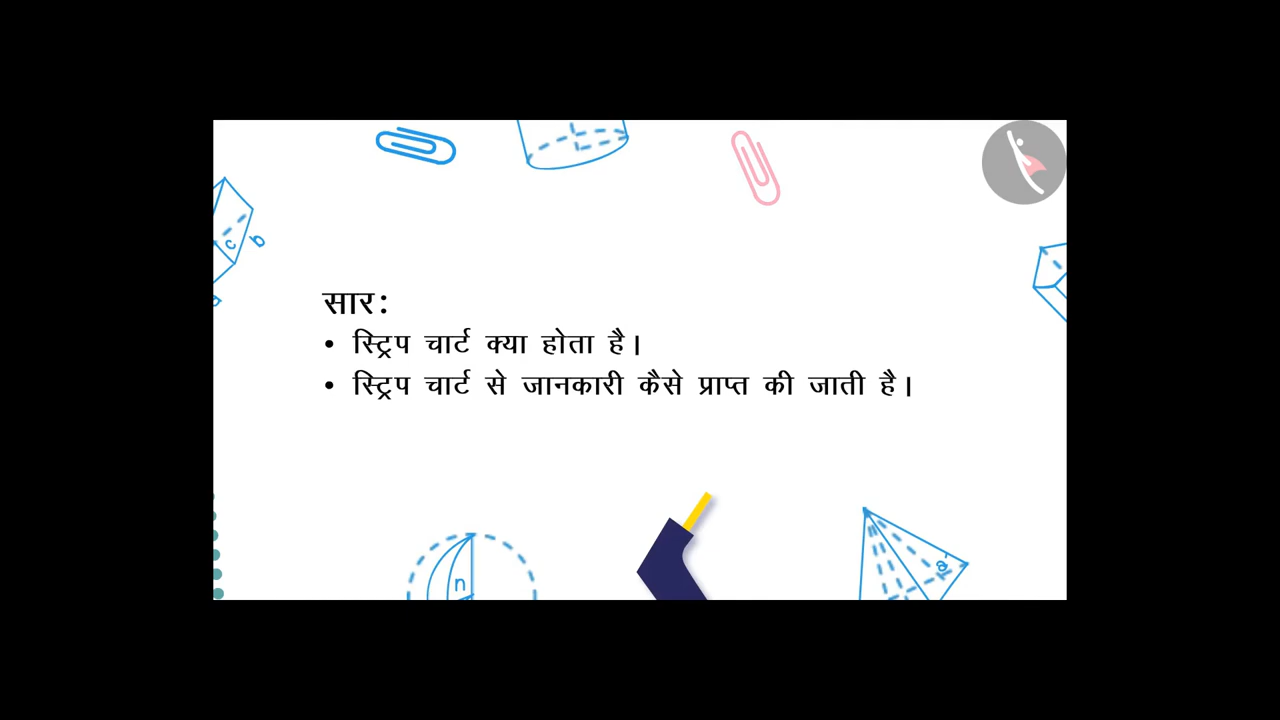 सार:
• स्ट्रिप चार्ट क्या होता है।
• स्ट्रिप चार्ट से जानकारी कैसे प्राप्त की जाती है।
c
b
n
a